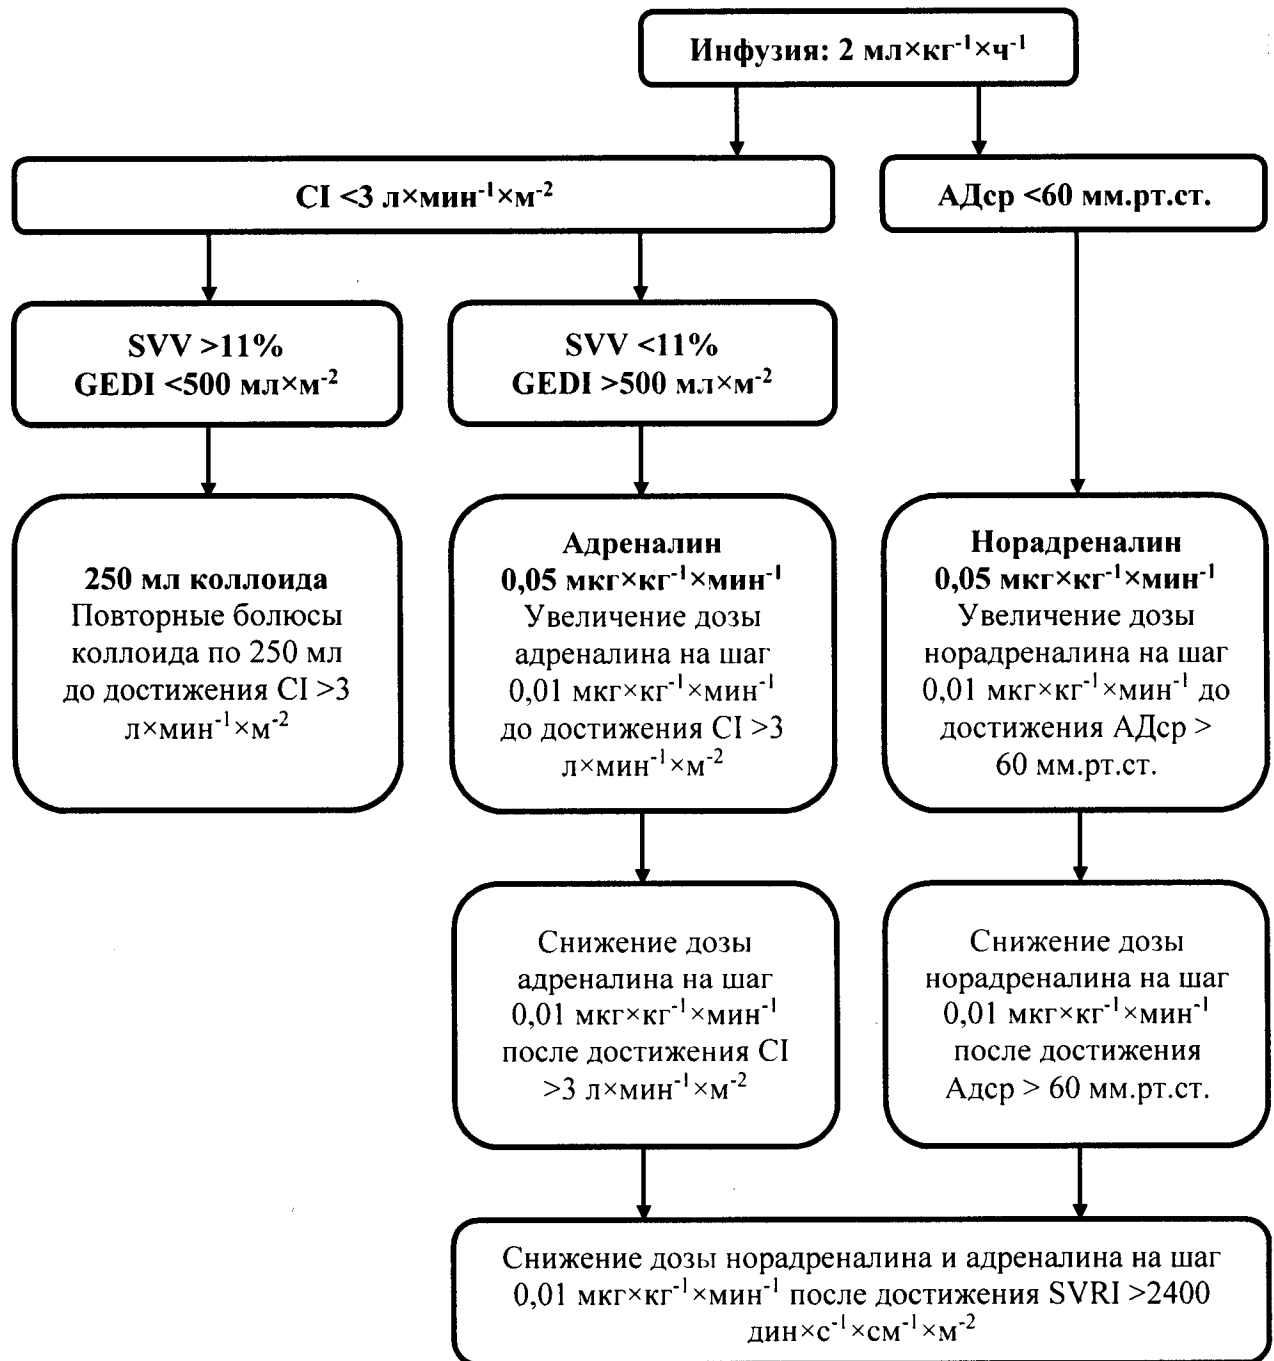 Инфузия: 2 мл×кг⁻¹×ч⁻¹
CI <3 л×мин⁻¹×м⁻²
АДср <60 мм.рт.ст.
SVV >11%
GEDI <500 мл×м⁻²
SVV <11%
GEDI >500 мл×м⁻²
250 мл коллоида
Повторные болюсы
коллоида по 250 мл
до достижения CI >3
л×мин⁻¹×м⁻²
Адреналин
0,05 мкг×кг⁻¹×мин⁻¹
Увеличение дозы
адреналина на шаг
0,01 мкг×кг⁻¹×мин⁻¹
до достижения CI >3
л×мин⁻¹×м⁻²
Норадреналин
0,05 мкг×кг⁻¹×мин⁻¹
Увеличение дозы
норадреналина на шаг
0,01 мкг×кг⁻¹×мин⁻¹ до
достижения АДср >
60 мм.рт.ст.
Снижение дозы
адреналина на шаг
0,01 мкг×кг⁻¹×мин⁻¹
после достижения CI
>3 л×мин⁻¹×м⁻²
Снижение дозы
норадреналина на шаг
0,01 мкг×кг⁻¹×мин⁻¹
после достижения
Адср > 60 мм.рт.ст.
Снижение дозы норадреналина и адреналина на шаг
0,01 мкг×кг⁻¹×мин⁻¹ после достижения SVRI >2400
дин×с⁻¹×см⁻¹×м⁻²